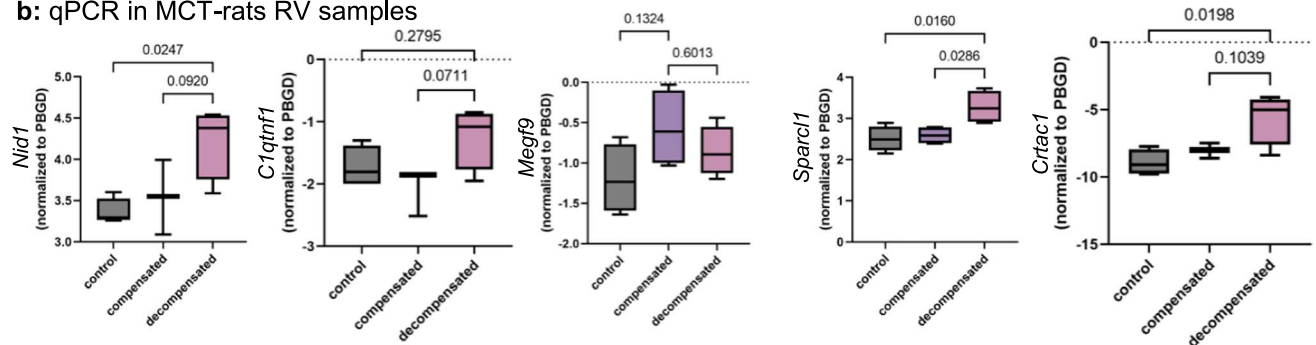 b: qPCR in MCT-rats RV samples
Nid1
(normalized to PBGD)
5.0
4.5
4.0
3.5
3.0
0.0247
0.0920
control
compensated
decompensated
C1qtnf1
(normalized to PBGD)
0
-1
-2
-3
0.2795
0.0711
control
compensated
decompensated
Megf9
(normalized to PBGD)
0.0
-0.5
-1.0
-1.5
-2.0
0.1324
0.6013
control
compensated
decompensated
Sparcl1
(normalized to PBGD)
4
3
2
1
0
0.0160
0.0286
control
compensated
decompensated
Crtac1
(normalized to PBGD)
0
-5
-10
-15
0.0198
0.1039
control
compensated
decompensated